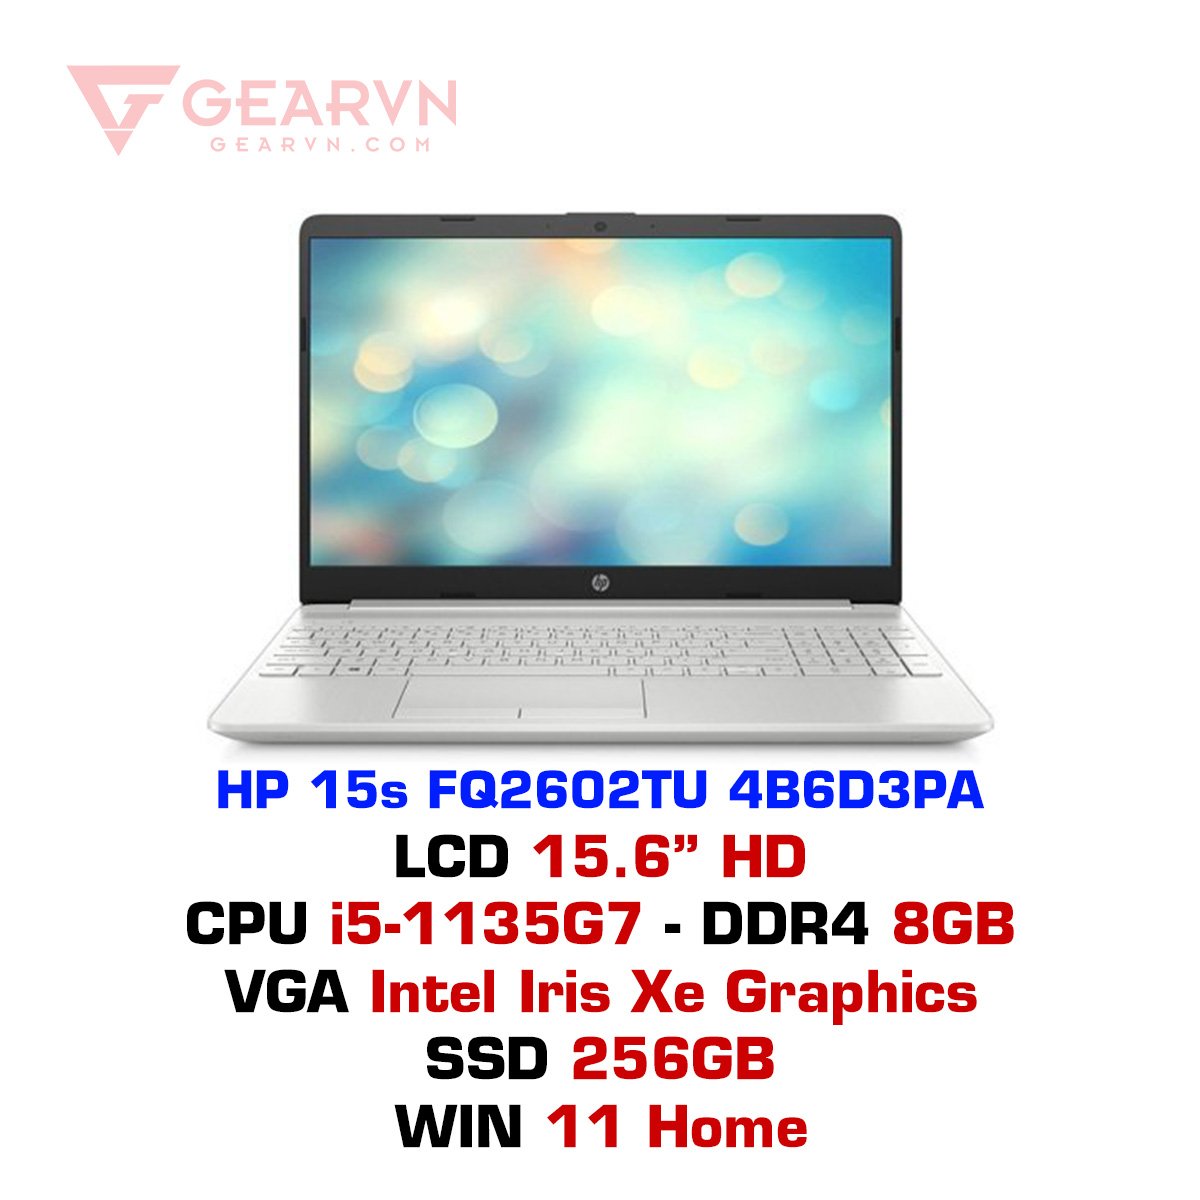 GEARVN
GEARVN.COM
hp
HP 15s FQ2602TU 4B6D3PA
LCD 15.6” HD
CPU i5-1135G7 - DDR4 8GB
VGA Intel Iris Xe Graphics
SSD 256GB
WIN 11 Home